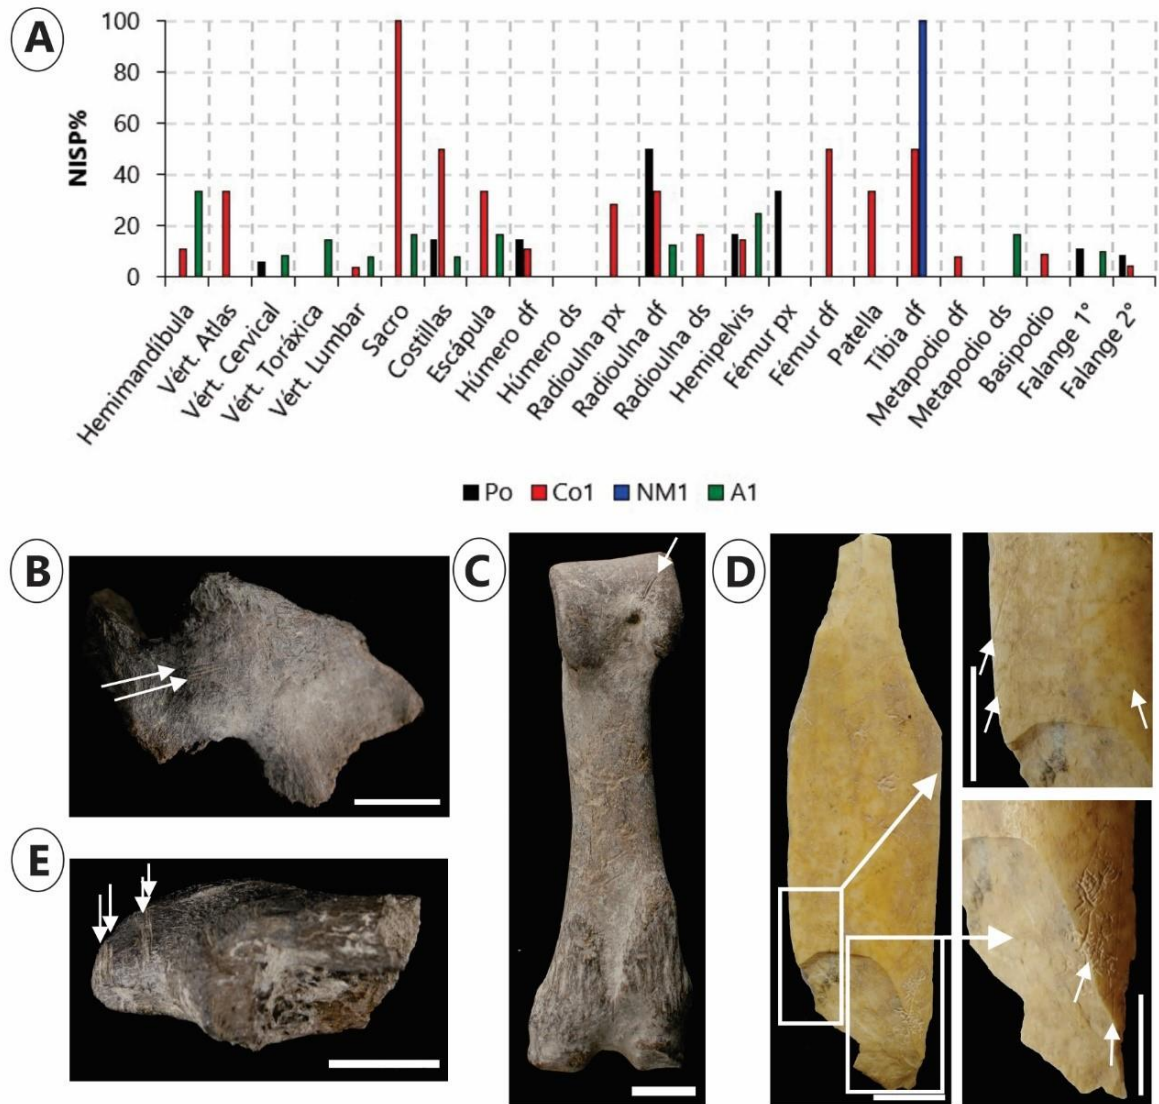 A
100
80
60
40
20
0
NISP%
Hemimandíbula
Vért. Atlas
Vért. Cervical
Vért. Toráxica
Vért. Lumbar
Sacro
Costillas
Escápula
Húmero df
Húmero ds
Radioulna px
Radioulna df
Radioulna ds
Hemipelvis
Fémur px
Fémur df
Patella
Tíbia df
Metapodio df
Metapodio ds
Basipodio
Falange 1°
Falange 2°
Po Co1 NM1 A1
B
C
D
E